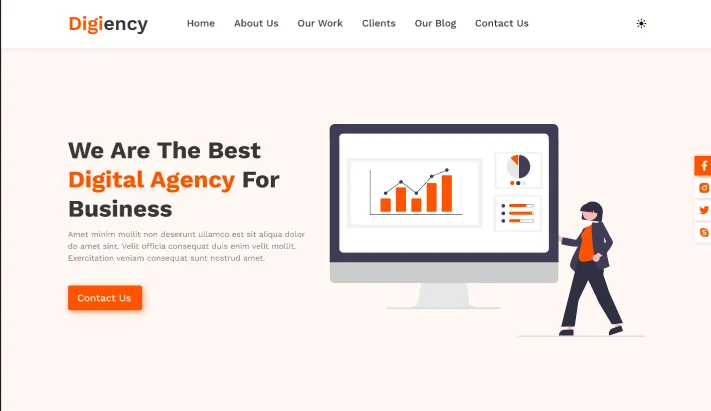 Digiency
Home About Us Our Work Clients Our Blog Contact Us
We Are The Best
Digital Agency For
Business
Amet minim mollit non deserunt ullamco est sit aliqua dolor
do amet sint. Velit officia consequat duis enim velit mollit.
Exercitation veniam consequat sunt nostrud amet.
Contact Us